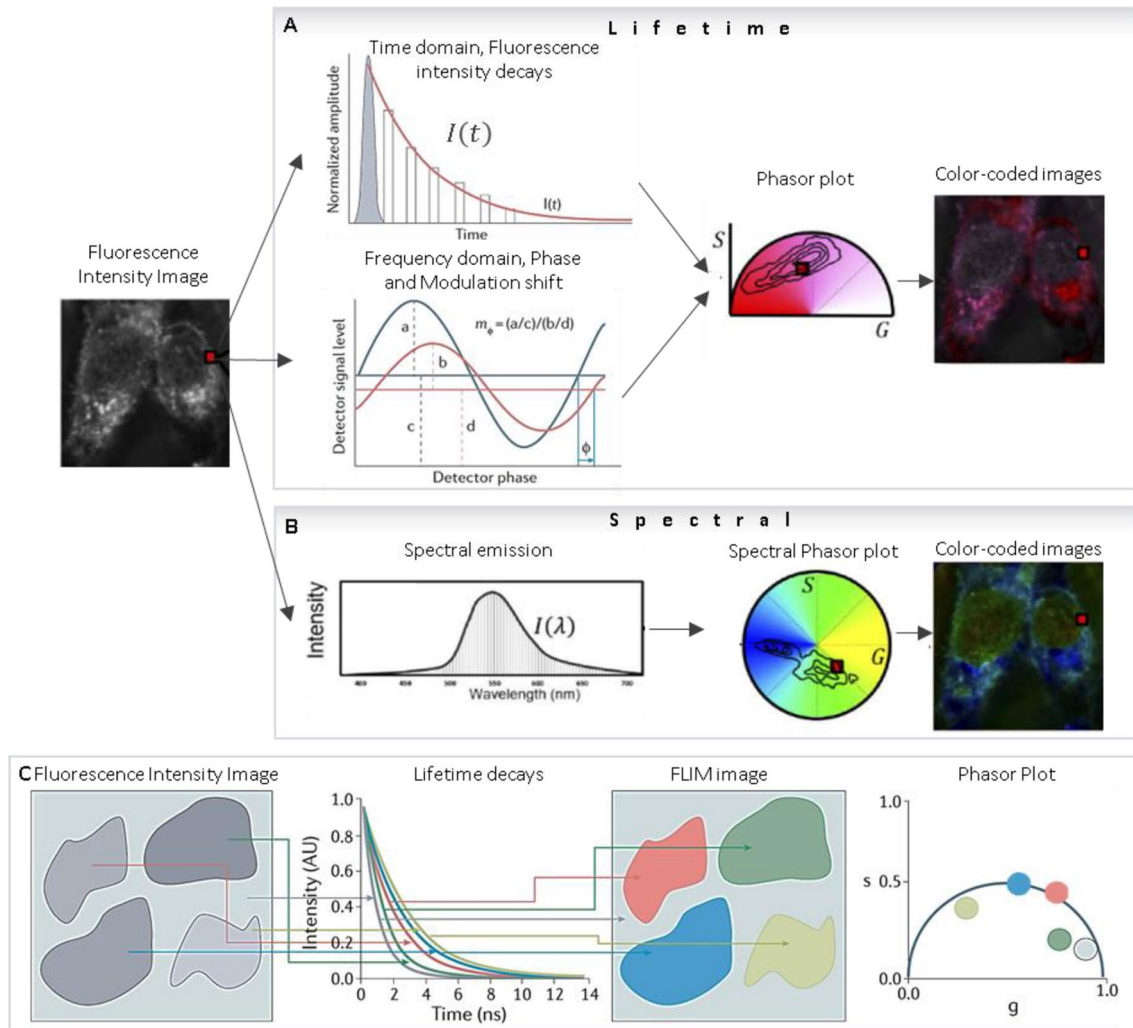 A
Lifetime
Time domain, Fluorescence
intensity decays
Normalized amplitude
I(t)
I(t)
Time
Frequency domain, Phase
and Modulation shift
Detector signal level
a
b
c
d
mϕ = (a/c)/(b/d)
ϕ
Detector phase
Fluorescence
Intensity Image
Phasor plot
S
G
Color-coded images
B
Spectral
Spectral emission
Intensity
I(λ)
400 450 500 550 600 650 700
Wavelength (nm)
Spectral Phasor plot
S
G
Color-coded images
C
Fluorescence Intensity Image
Lifetime decays
Intensity (AU)
1.0
0.8
0.6
0.4
0.2
0.0
0 2 4 6 8 10 12 14
Time (ns)
FLIM image
Phasor Plot
s
1.0
0.5
0.0
0.0 1.0
g